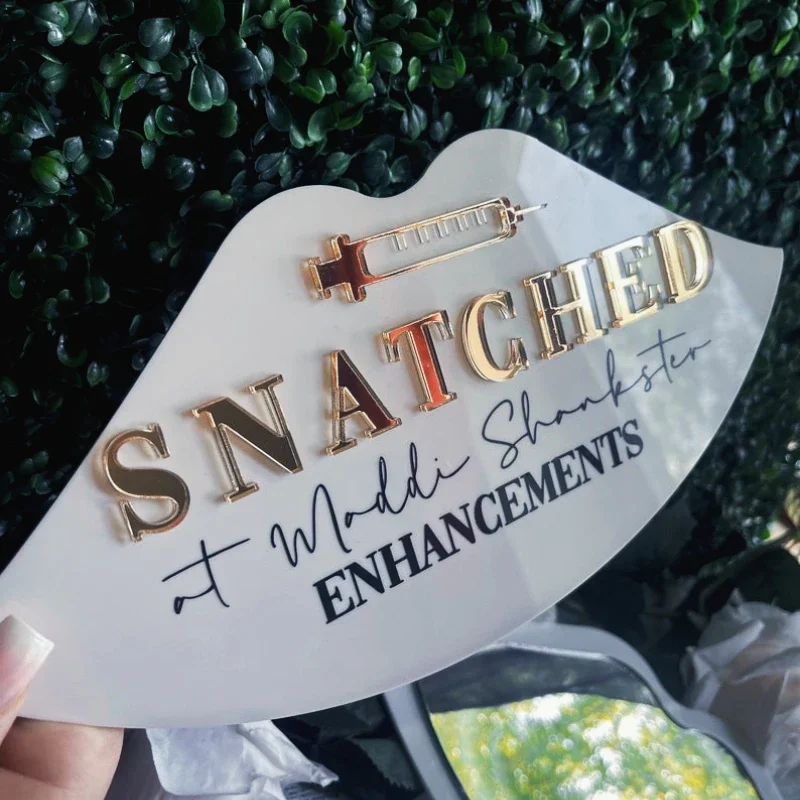 SNATCHED
at Maddi Shankster
ENHANCEMENTS